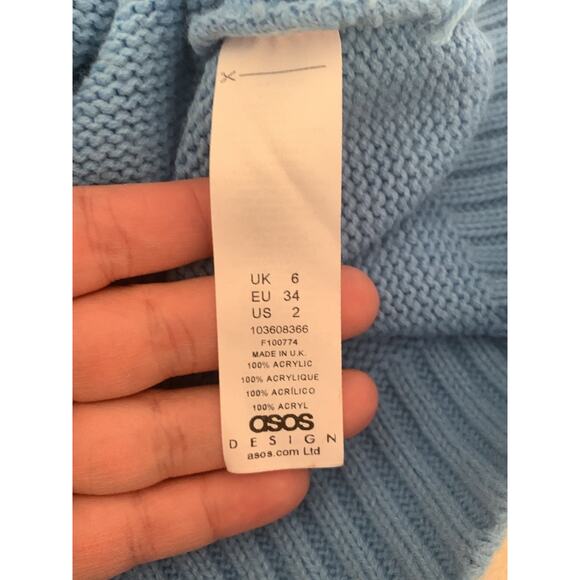 UK 6
EU 34
US 2
103608366
F100774
MADE IN U.K.
100% ACRYLIC
100% ACRYLIQUE
100% ACRÍLICO
100% ACRYL
asos
DESIGN
asos.com Ltd